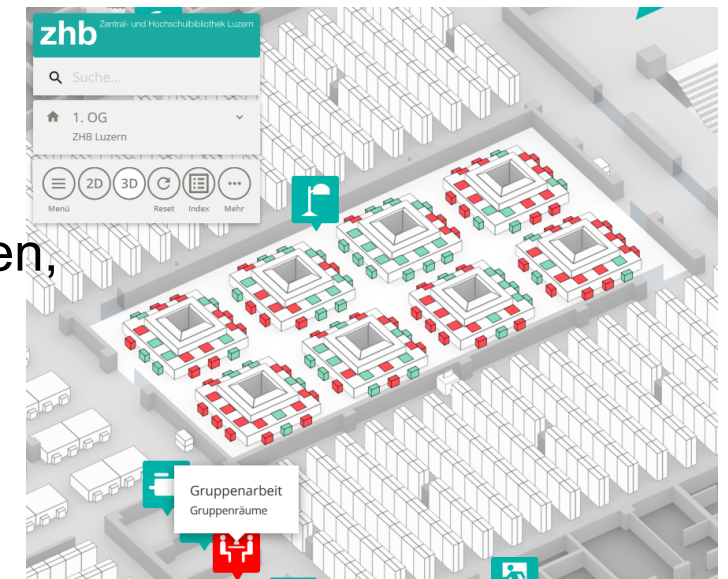 zhb Zentral- und Hochschulbibliothek Luzern
Suche...
1. OG
ZHB Luzern
2D 3D
Menü Reset Index Mehr
en,
Gruppenarbeit
Gruppenräume